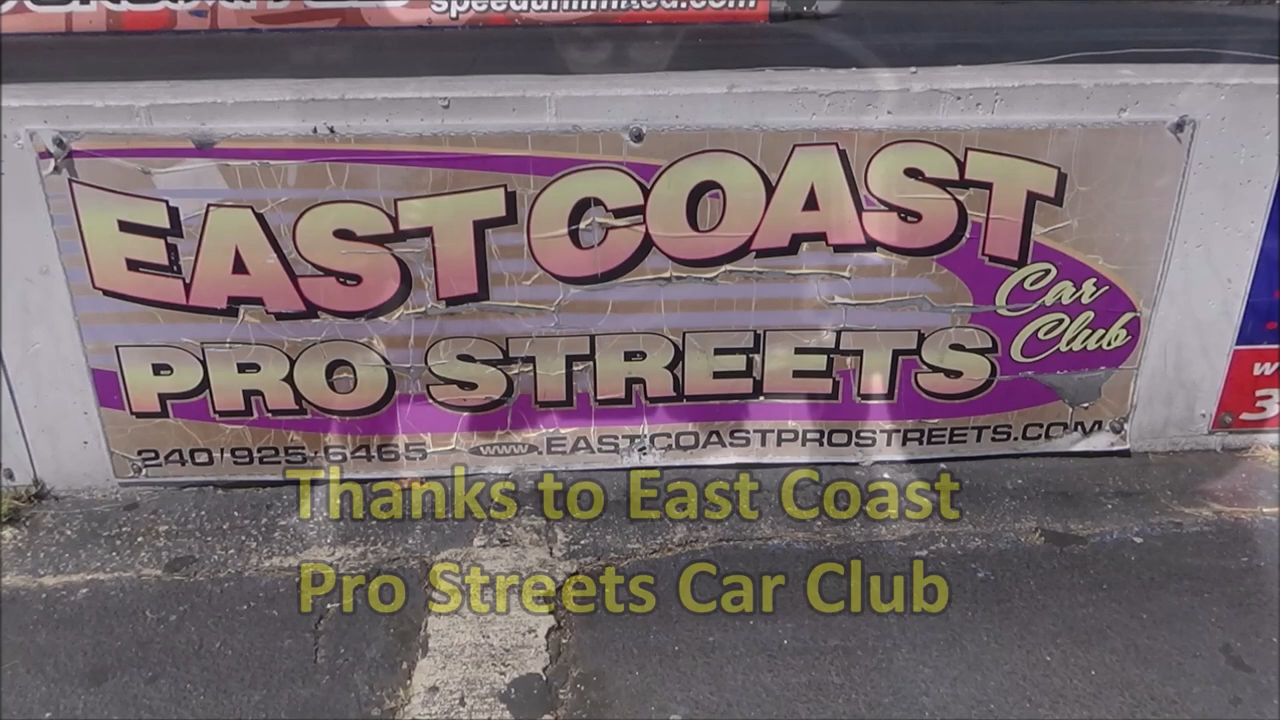 speedunlimited.com
EAST COAST
PRO STREETS
Car
Club
240/925-6465 www.EASTCOASTPROSTREETS.COM
W
3
Thanks to East Coast
Pro Streets Car Club